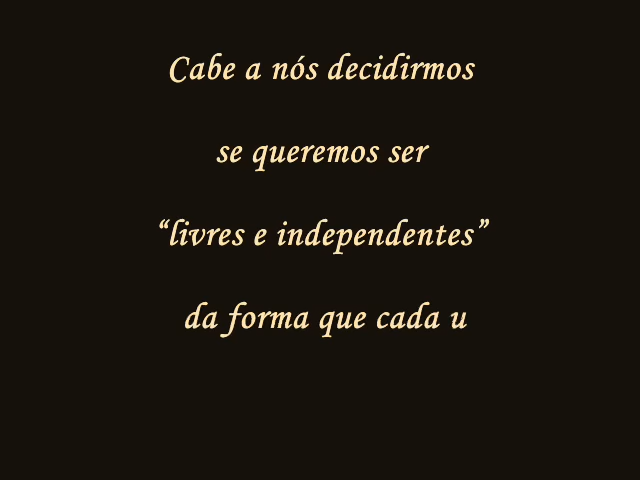 Cabe a nós decidirmos
se queremos ser
“livres e independentes”
da forma que cada u